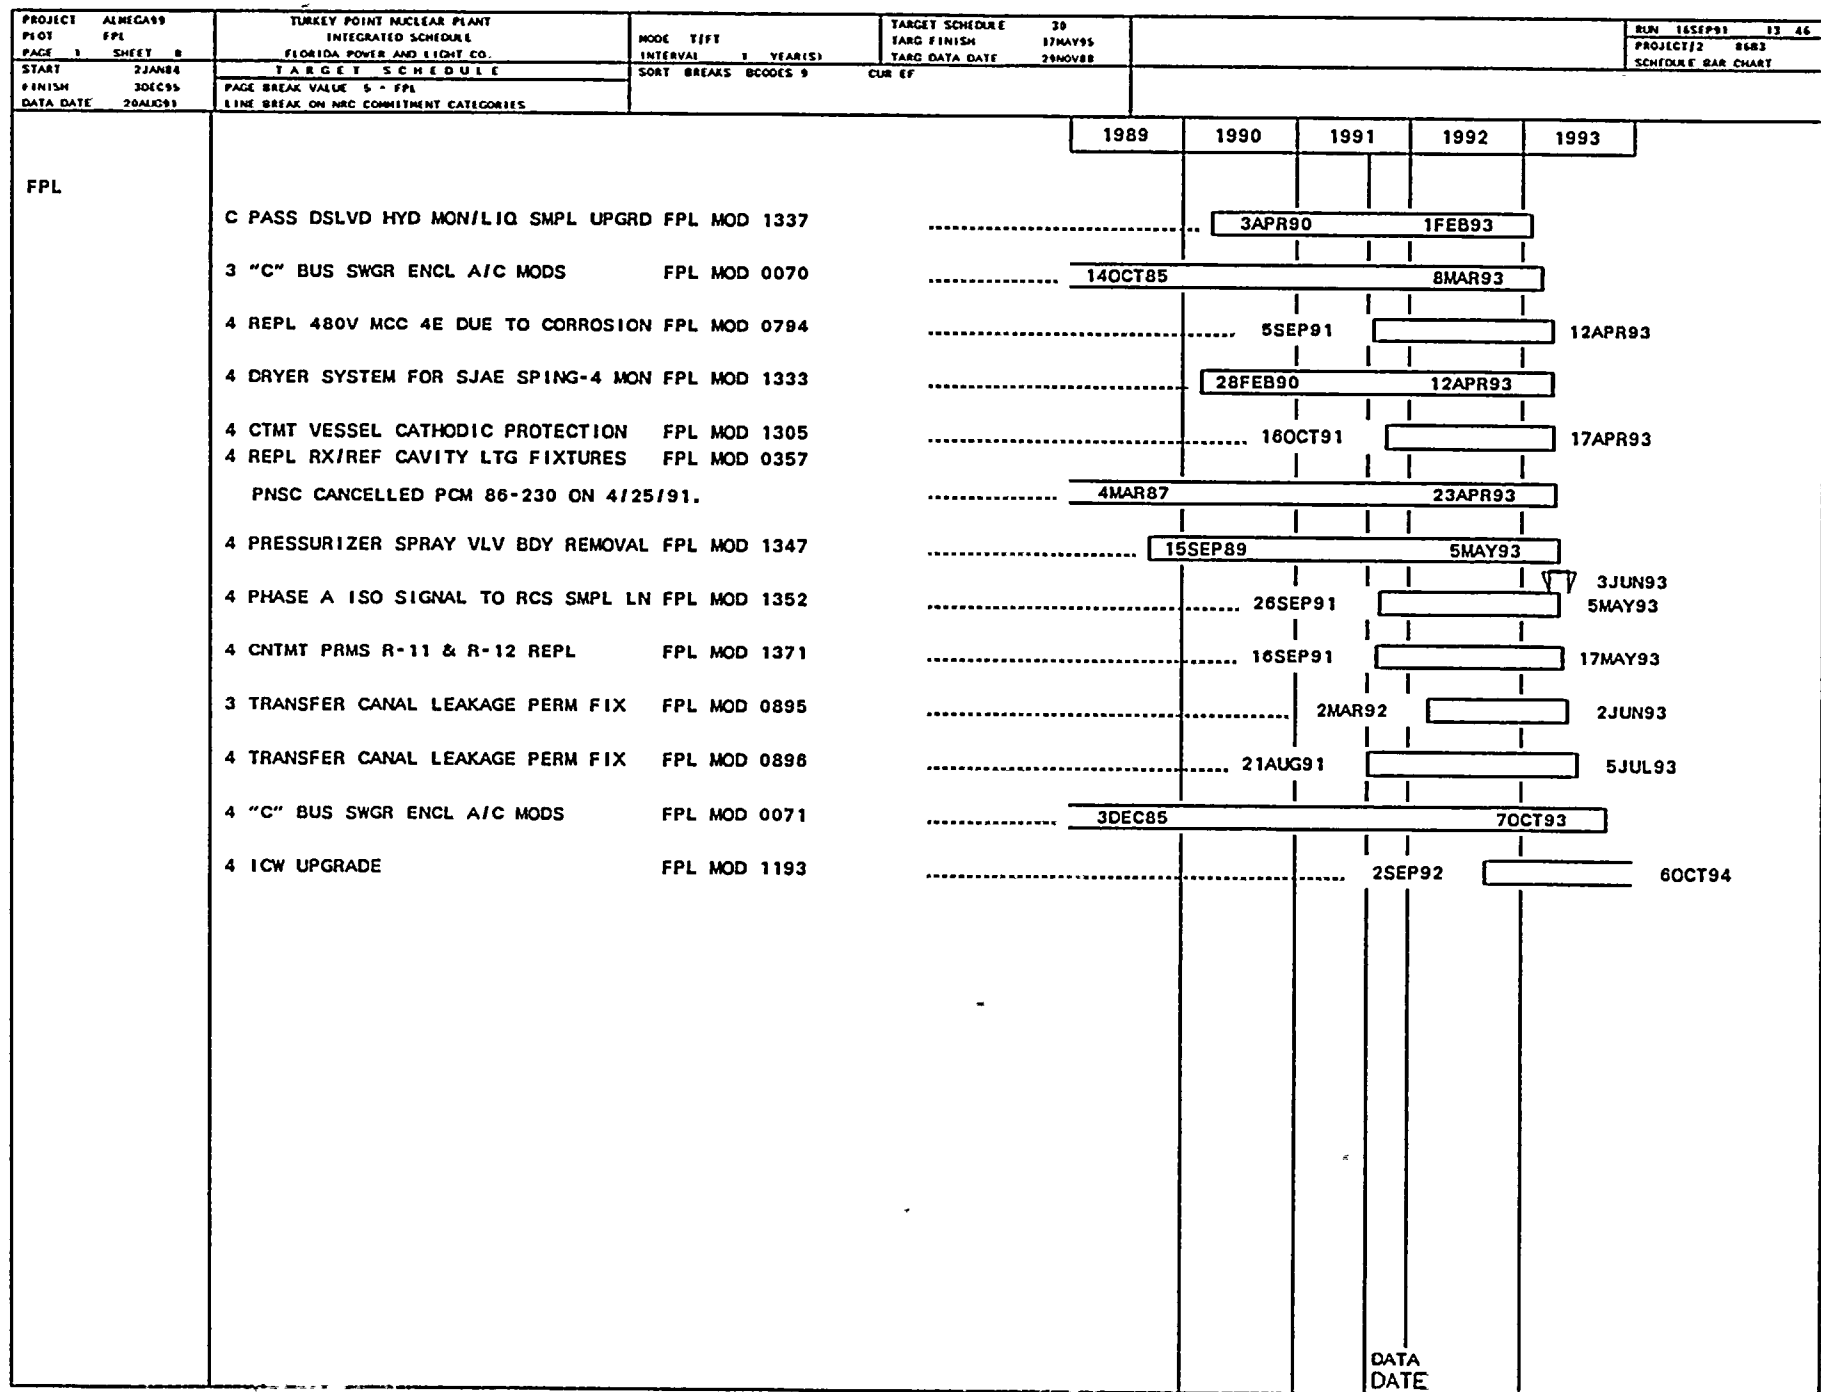 PROJECT ALMEGA99
PLOT FPL
PAGE 1 SHEET 8
START 2JAN84
FINISH 3DEC95
DATA DATE 20AUG91
TURKEY POINT NUCLEAR PLANT
INTEGRATED SCHEDULE
FLORIDA POWER AND LIGHT CO.
TARGET SCHEDULE
PAGE BREAK VALUE 5 - FPL
LINE BREAK ON NRC COMMITMENT CATEGORIES
MODE T/FT
INTERVAL 1 YEAR(S)
SORT BREAKS BCODES 9 CUR EF
TARGET SCHEDULE 30
TARG FINISH 17MAY95
TARG DATA DATE 29NOV88
RUN 16SEP91 13 46
PROJECT/2 8683
SCHEDULE BAR CHART
1989 1990 1991 1992 1993
FPL
C PASS DSLVD HYD MON/LIQ SMPL UPGRD FPL MOD 1337 3APR90 1FEB93
3 "C" BUS SWGR ENCL A/C MODS FPL MOD 0070 14OCT85 8MAR93
4 REPL 480V MCC 4E DUE TO CORROSION FPL MOD 0794 5SEP91 12APR93
4 DRYER SYSTEM FOR SJAE SPING-4 MON FPL MOD 1333 28FEB90 12APR93
4 CTMT VESSEL CATHODIC PROTECTION FPL MOD 1305 16OCT91 17APR93
4 REPL RX/REF CAVITY LTG FIXTURES FPL MOD 0357
PNSC CANCELLED PCM 86-230 ON 4/25/91. 4MAR87 23APR93
4 PRESSURIZER SPRAY VLV BDY REMOVAL FPL MOD 1347 15SEP89 5MAY93
3JUN93
4 PHASE A ISO SIGNAL TO RCS SMPL LN FPL MOD 1352 26SEP91 5MAY93
4 CNTMT PRMS R-11 & R-12 REPL FPL MOD 1371 16SEP91 17MAY93
3 TRANSFER CANAL LEAKAGE PERM FIX FPL MOD 0895 2MAR92 2JUN93
4 TRANSFER CANAL LEAKAGE PERM FIX FPL MOD 0896 21AUG91 5JUL93
4 "C" BUS SWGR ENCL A/C MODS FPL MOD 0071 3DEC85 7OCT93
4 ICW UPGRADE FPL MOD 1193 2SEP92 6OCT94
DATA
DATE